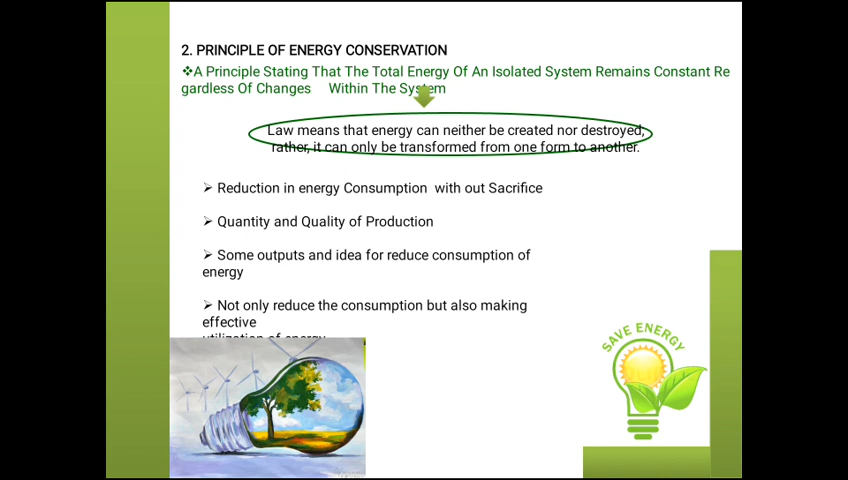 2. PRINCIPLE OF ENERGY CONSERVATION
❖A Principle Stating That The Total Energy Of An Isolated System Remains Constant Re
gardless Of Changes Within The System
Law means that energy can neither be created nor destroyed;
rather, it can only be transformed from one form to another.
➢ Reduction in energy Consumption with out Sacrifice
➢ Quantity and Quality of Production
➢ Some outputs and idea for reduce consumption of
energy
➢ Not only reduce the consumption but also making
effective
utilization of energy
SAVE ENERGY